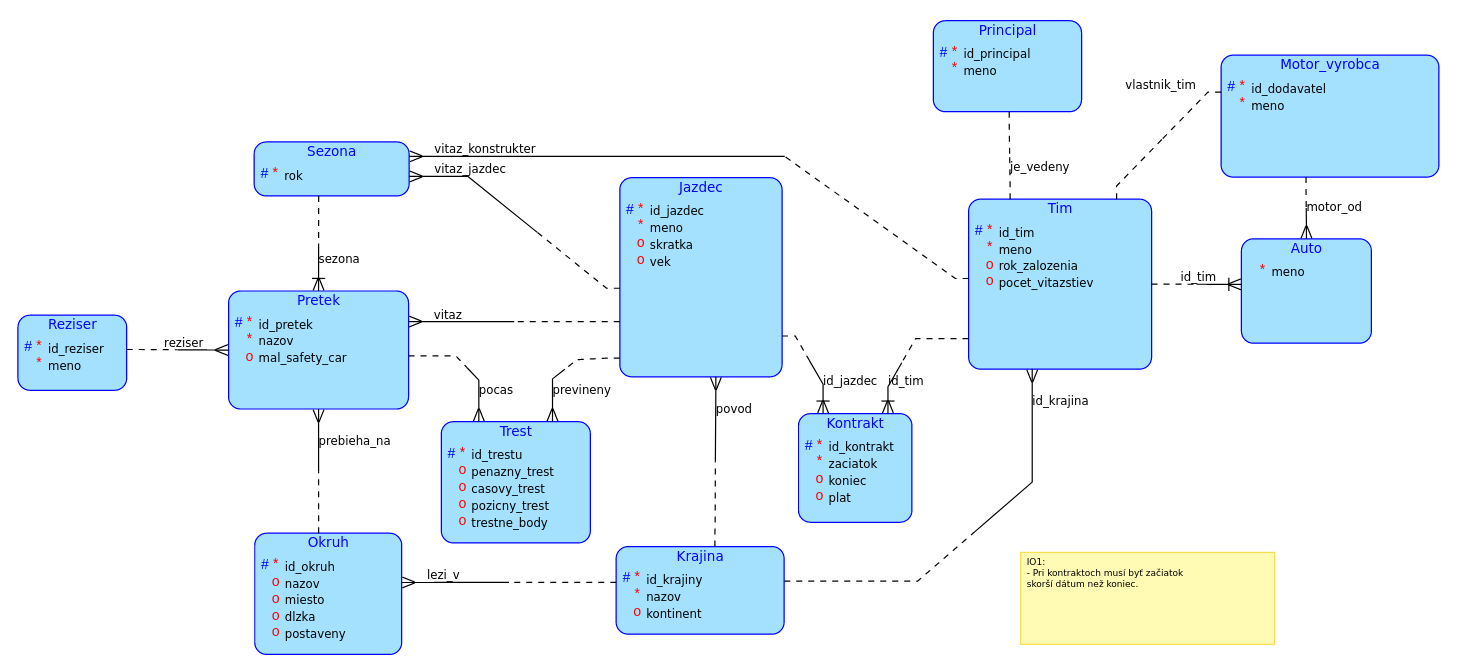 Principal
# * id_principal
* meno
Motor_vyrobca
# * id_dodavatel
* meno
vlastnik_tim
je_vedeny
motor_od
Sezona
# * rok
vitaz_konstrukter
vitaz_jazdec
sezona
Jazdec
# * id_jazdec
* meno
o skratka
o vek
Tim
# * id_tim
* meno
o rok_zalozenia
o pocet_vitazstiev
id_tim
Auto
* meno
Reziser
# * id_reziser
* meno
reziser
Pretek
# * id_pretek
* nazov
o mal_safety_car
vitaz
pocas
previneny
povod
id_jazdec
id_tim
id_krajina
prebieha_na
Trest
# * id_trestu
o penazny_trest
o casovy_trest
o pozicny_trest
o trestne_body
Kontrakt
# * id_kontrakt
* zaciatok
o koniec
o plat
Okruh
# * id_okruh
o nazov
o miesto
o dlzka
o postaveny
lezi_v
Krajina
# * id_krajiny
* nazov
o kontinent
IO1:
- Pri kontraktoch musí byť začiatok
skorší dátum než koniec.